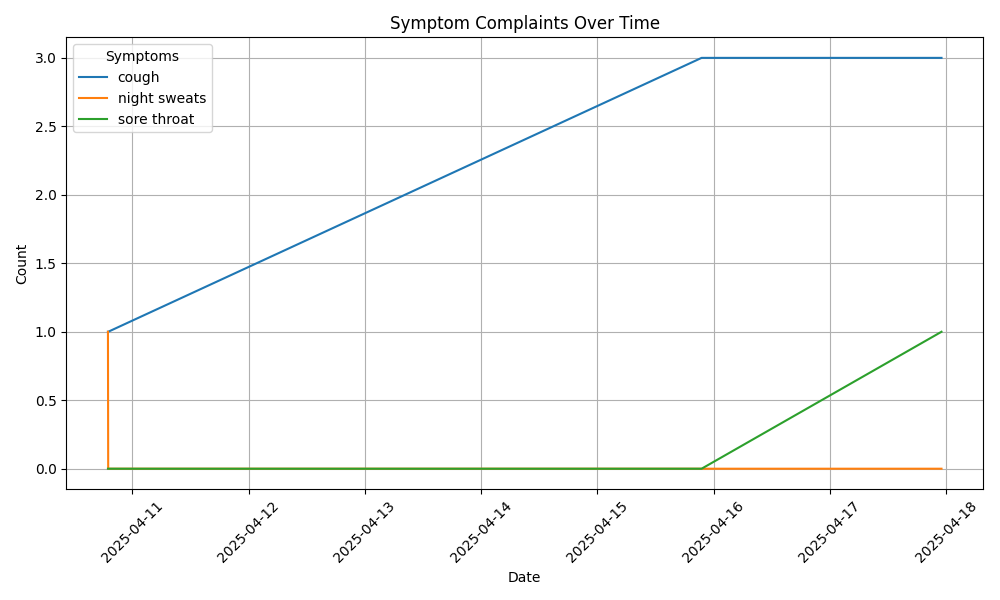 Symptom Complaints Over Time
Symptoms
cough
night sweats
sore throat
3.0
2.5
2.0
1.5
1.0
0.5
0.0
Count
2025-04-11
2025-04-12
2025-04-13
2025-04-14
2025-04-15
2025-04-16
2025-04-17
2025-04-18
Date